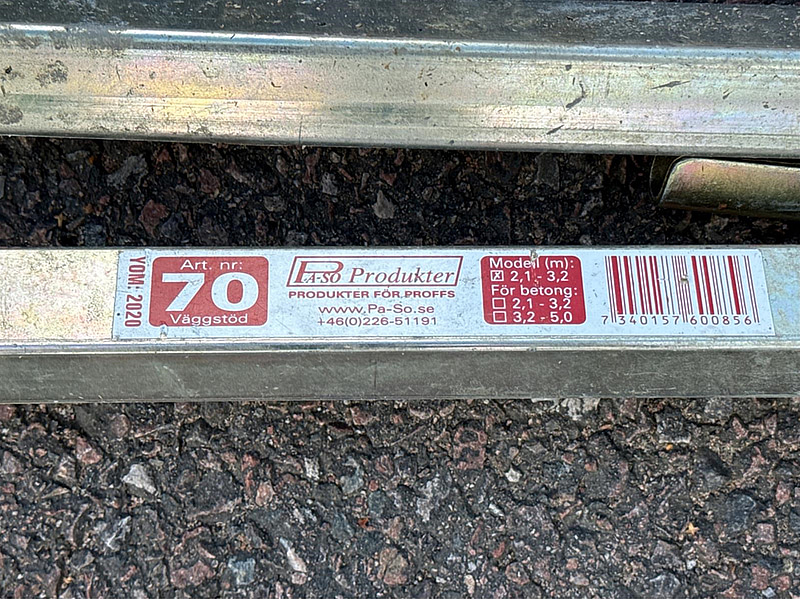 YOM: 2020
Art. nr:
70
Väggstöd
PA-SO Produkter
PRODUKTER FÖR PROFFS
www.Pa-So.se
+46(0)226-51191
Modell (m):
☒ 2,1 - 3,2
För betong:
☐ 2,1 - 3,2
☐ 3,2 - 5,0
7 340157 600856